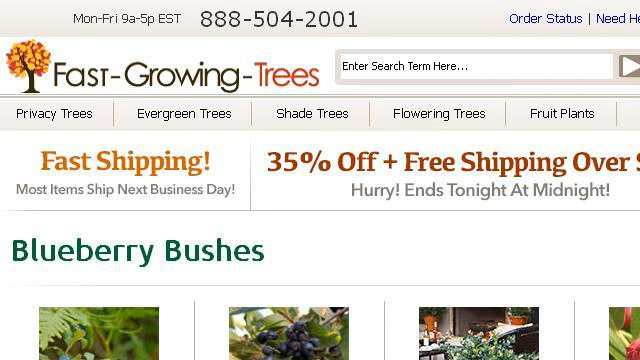 Mon-Fri 9a-5p EST 888-504-2001 Order Status | Need He
Fast-Growing-Trees
Enter Search Term Here...
Privacy Trees Evergreen Trees Shade Trees Flowering Trees Fruit Plants
Fast Shipping! 35% Off + Free Shipping Over
Most Items Ship Next Business Day! Hurry! Ends Tonight At Midnight!
Blueberry Bushes